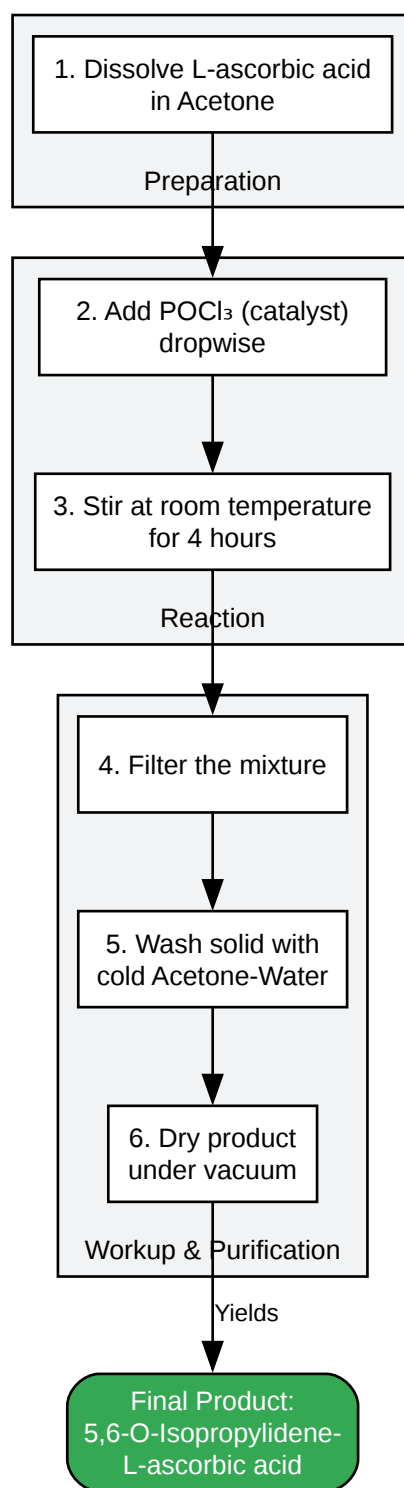 1. Dissolve L-ascorbic acid
in Acetone
Preparation
2. Add POCl₃ (catalyst)
dropwise
3. Stir at room temperature
for 4 hours
Reaction
4. Filter the mixture
5. Wash solid with
cold Acetone-Water
6. Dry product
under vacuum
Workup & Purification
Yields
Final Product:
5,6-O-Isopropylidene-
L-ascorbic acid